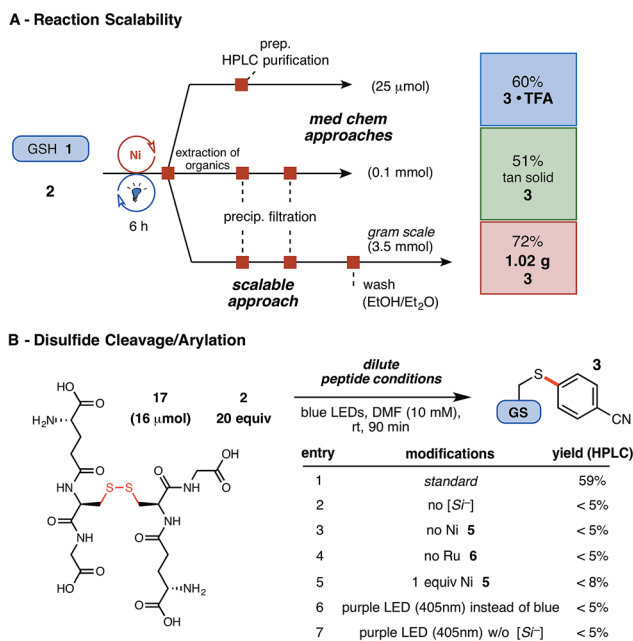 A - Reaction Scalability
prep.
HPLC purification
(25 μmol)
60%
3 • TFA
med chem
approaches
GSH 1
2
Ni
6 h
extraction of
organics
(0.1 mmol)
51%
tan solid
3
precip. filtration
gram scale
(3.5 mmol)
72%
1.02 g
3
scalable
approach
wash
(EtOH/Et2O)
B - Disulfide Cleavage/Arylation
17
(16 μmol)
2
20 equiv
dilute
peptide conditions
blue LEDs, DMF (10 mM),
rt, 90 min
3
S
GS
CN
HO
O
H2N
O
HN
S-S
O
NH
O
HO
O
OH
O
NH
O
NH
O
NH2
O
OH
entry modifications yield (HPLC)
1 standard 59%
2 no [Si–] < 5%
3 no Ni 5 < 5%
4 no Ru 6 < 5%
5 1 equiv Ni 5 < 8%
6 purple LED (405nm) instead of blue < 5%
7 purple LED (405nm) w/o [Si–] < 5%